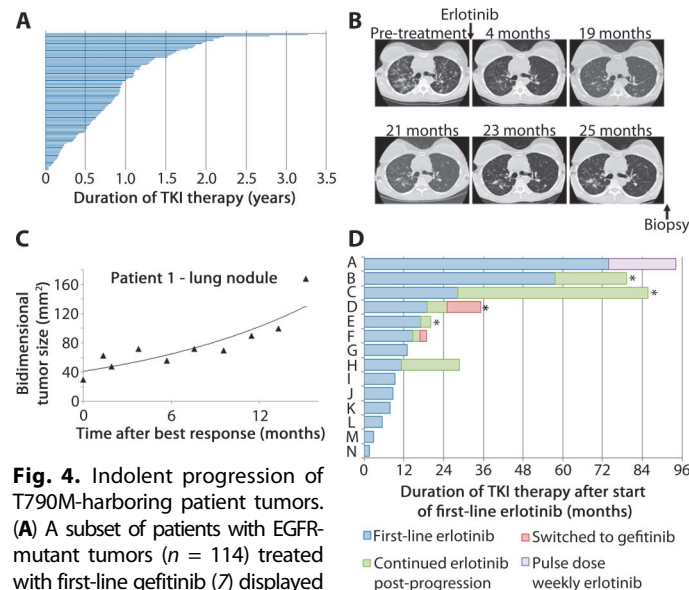 A
0 0.5 1.0 1.5 2.0 2.5 3.0 3.5
Duration of TKI therapy (years)
B
Erlotinib
Pre-treatment 4 months 19 months
21 months 23 months 25 months
Biopsy
C
Patient 1 - lung nodule
Bidimensional
tumor size (mm²)
160
120
80
40
0
0 6 12
Time after best response (months)
D
A
B *
C *
D *
E *
F
G
H
I
J
K
L
M
N
0 12 24 36 48 60 72 84 96
Duration of TKI therapy after start
of first-line erlotinib (months)
First-line erlotinib
Switched to gefitinib
Continued erlotinib
post-progression
Pulse dose
weekly erlotinib
Fig. 4. Indolent progression of
T790M-harboring patient tumors.
(A) A subset of patients with EGFR-
mutant tumors (n = 114) treated
with first-line gefitinib (7) displayed